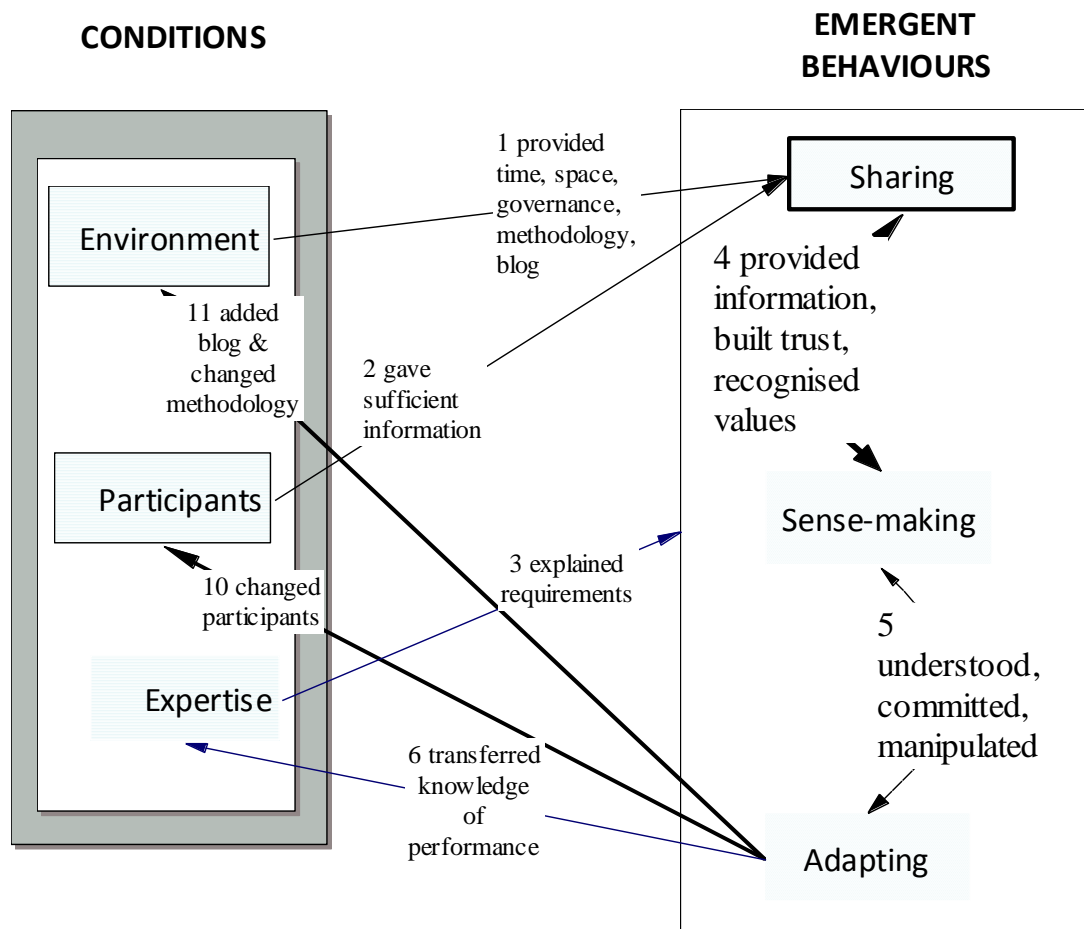 CONDITIONS
EMERGENT
BEHAVIOURS
1 provided
time, space,
governance,
methodology,
blog
Sharing
Environment
4 provided
information,
built trust,
recognised
values
11 added
blog &
changed
methodology
2 gave
sufficient
information
Participants
Sense-making
3 explained
requirements
10 changed
participants
5
understood,
committed,
manipulated
Expertise
6 transferred
knowledge
of
performance
Adapting